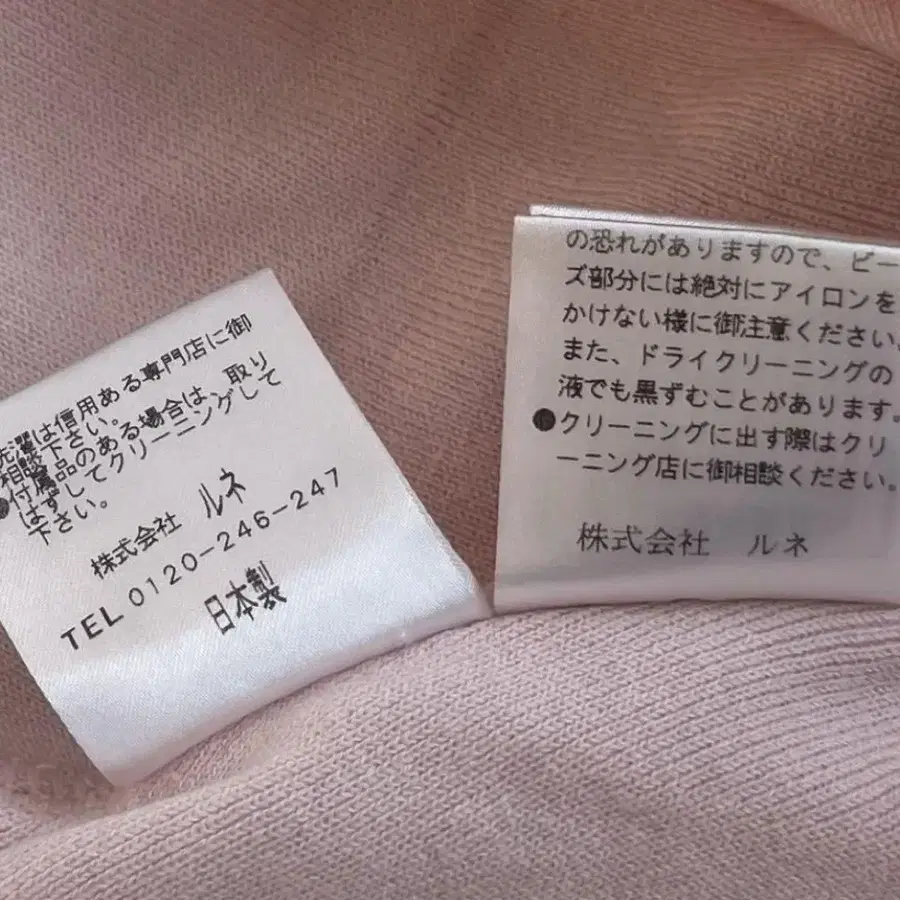 洗濯は信用ある専門店に御
相談下さい。
●付属品のある場合は、取り
はずしてクリーニングして
下さい。
株式会社 ルネ
TEL 0120-246-247
日本製
の恐れがありますので、ビー
ズ部分には絶対にアイロンを
かけない様に御注意ください。
また、ドライクリーニングの
液でも黒ずむことがあります。
●クリーニングに出す際はクリ
ーニング店に御相談ください。
株式会社 ルネ